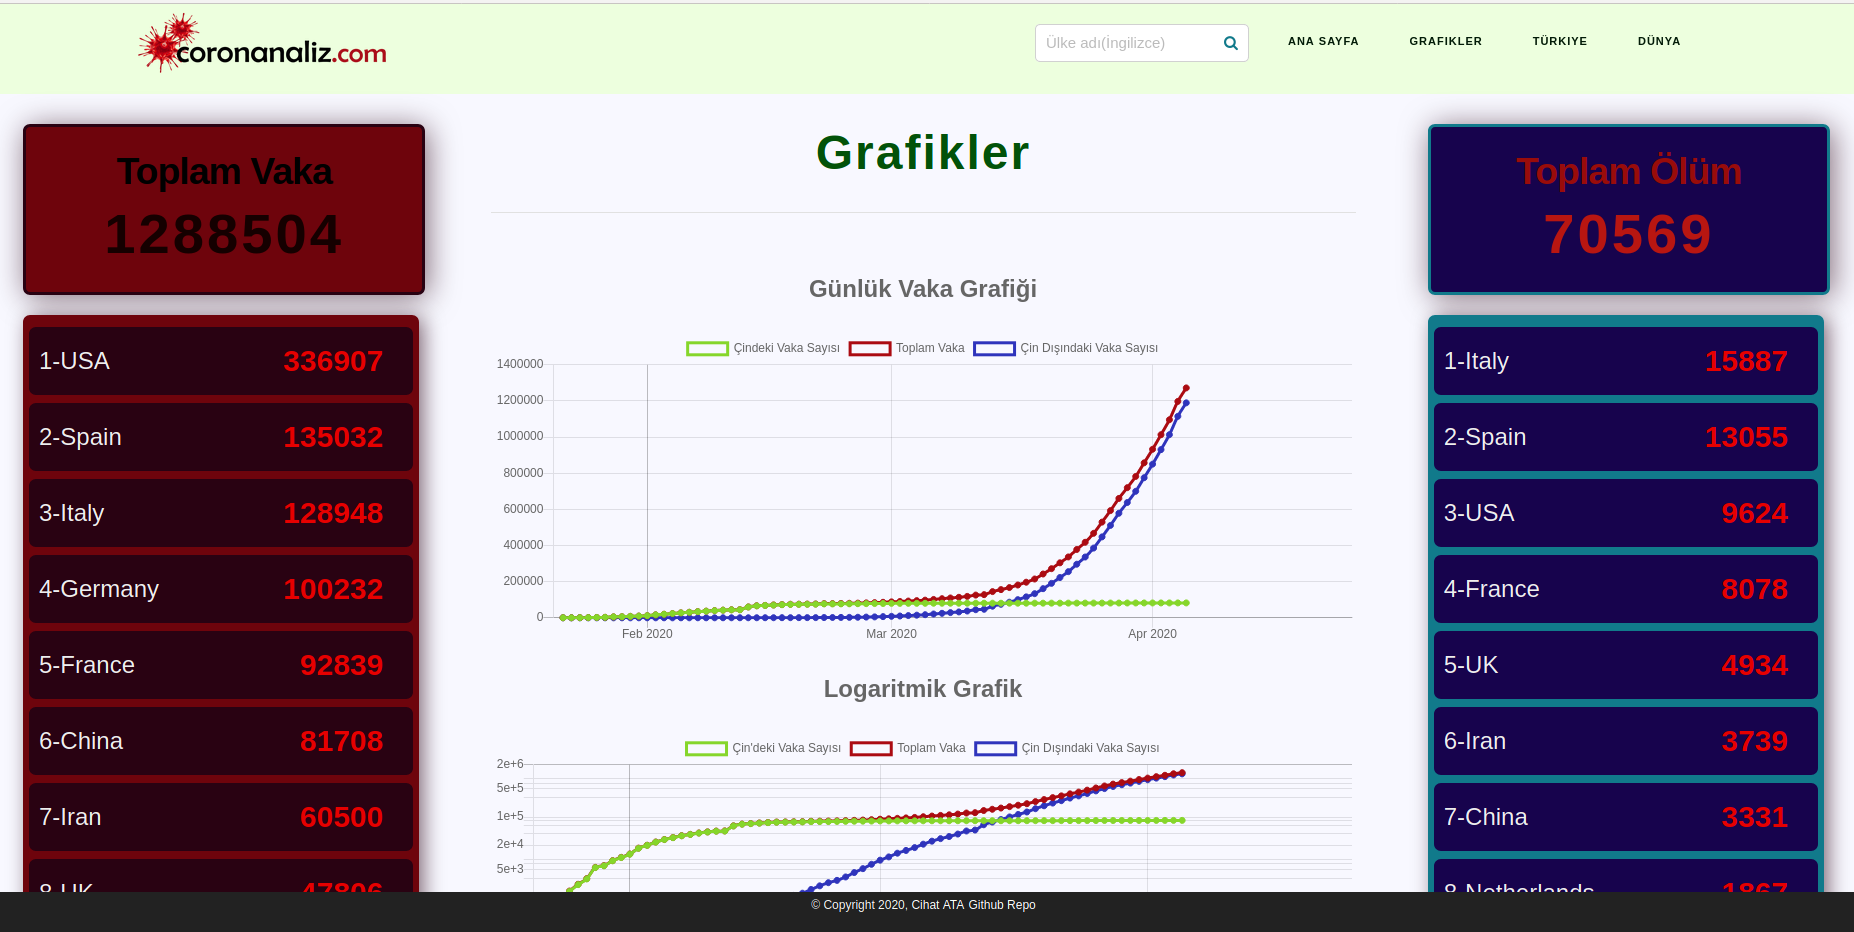 coronanaliz.com
Ülke adı(İngilizce)
ANA SAYFA
GRAFIKLER
TÜRKIYE
DÜNYA
Toplam Vaka
1288504
1-USA 336907
2-Spain 135032
3-Italy 128948
4-Germany 100232
5-France 92839
6-China 81708
7-Iran 60500
8-UK 47806
Grafikler
Günlük Vaka Grafiği
Çindeki Vaka Sayısı Toplam Vaka Çin Dışındaki Vaka Sayısı
1400000
1200000
1000000
800000
600000
400000
200000
0
Feb 2020 Mar 2020 Apr 2020
Logaritmik Grafik
Çin'deki Vaka Sayısı Toplam Vaka Çin Dışındaki Vaka Sayısı
2e+6
5e+5
1e+5
2e+4
5e+3
Toplam Ölüm
70569
1-Italy 15887
2-Spain 13055
3-USA 9624
4-France 8078
5-UK 4934
6-Iran 3739
7-China 3331
8-Netherlands 1867
© Copyright 2020, Cihat ATA Github Repo